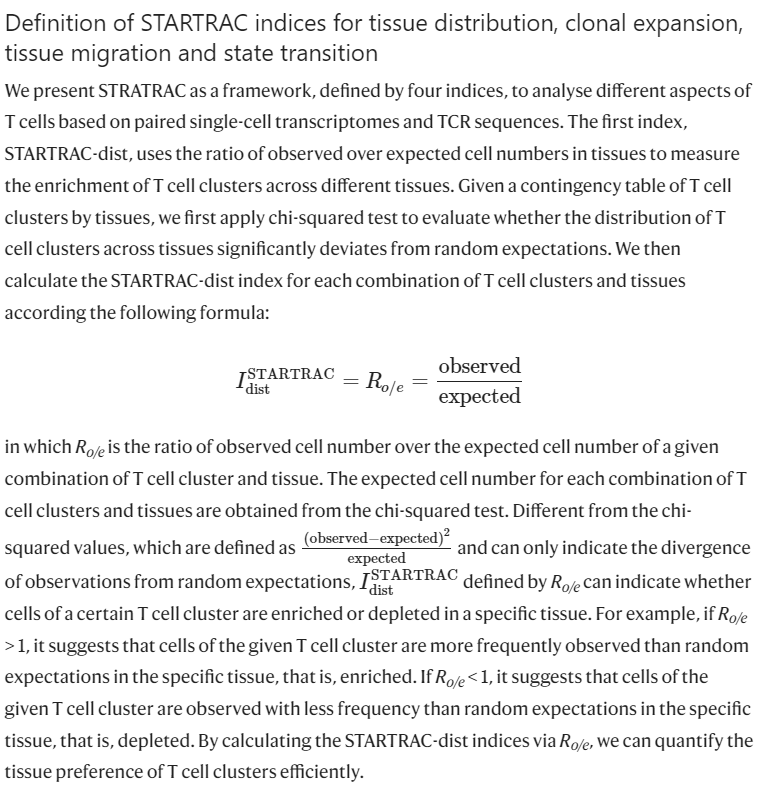 Definition of STARTRAC indices for tissue distribution, clonal expansion,
tissue migration and state transition
We present STRATRAC as a framework, defined by four indices, to analyse different aspects of
T cells based on paired single-cell transcriptomes and TCR sequences. The first index,
STARTRAC-dist, uses the ratio of observed over expected cell numbers in tissues to measure
the enrichment of T cell clusters across different tissues. Given a contingency table of T cell
clusters by tissues, we first apply chi-squared test to evaluate whether the distribution of T
cell clusters across tissues significantly deviates from random expectations. We then
calculate the STARTRAC-dist index for each combination of T cell clusters and tissues
according the following formula:
$I_{\text{dist}}^{\text{STARTRAC}} = R_{o/e} = \frac{\text{observed}}{\text{expected}}$
in which $R_{o/e}$ is the ratio of observed cell number over the expected cell number of a given
combination of T cell cluster and tissue. The expected cell number for each combination of T
cell clusters and tissues are obtained from the chi-squared test. Different from the chi-
squared values, which are defined as $\frac{(\text{observed}-\text{expected})^2}{\text{expected}}$ and can only indicate the divergence
of observations from random expectations, $I_{\text{dist}}^{\text{STARTRAC}}$ defined by $R_{o/e}$ can indicate whether
cells of a certain T cell cluster are enriched or depleted in a specific tissue. For example, if $R_{o/e}$
> 1, it suggests that cells of the given T cell cluster are more frequently observed than random
expectations in the specific tissue, that is, enriched. If $R_{o/e}$ < 1, it suggests that cells of the
given T cell cluster are observed with less frequency than random expectations in the specific
tissue, that is, depleted. By calculating the STARTRAC-dist indices via $R_{o/e}$, we can quantify the
tissue preference of T cell clusters efficiently.